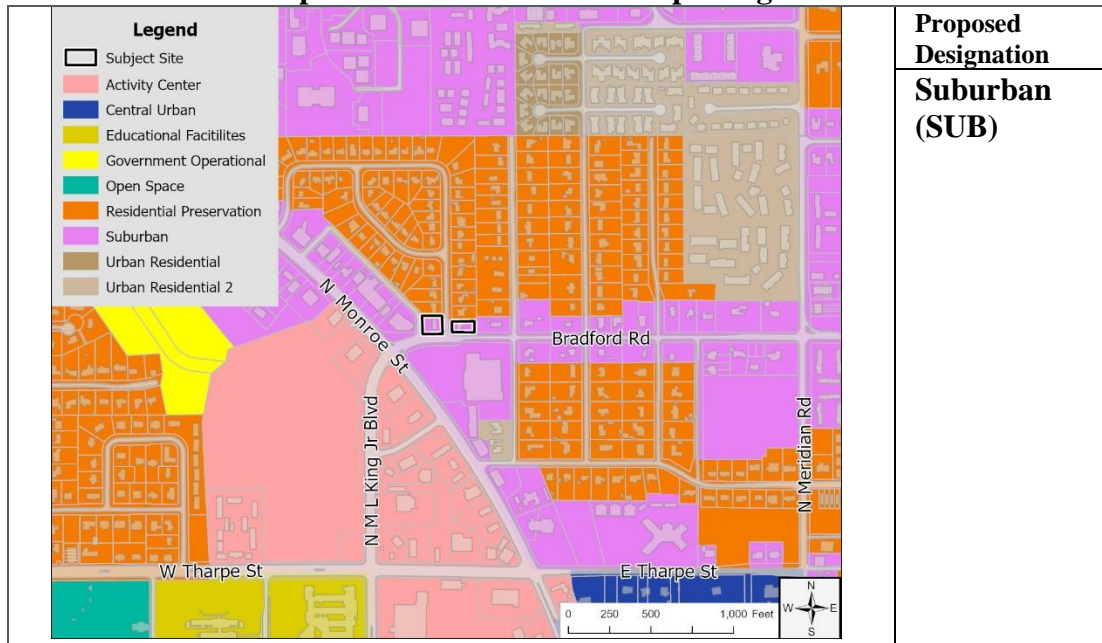 Legend
Subject Site
Activity Center
Central Urban
Educational Facitilites
Government Operational
Open Space
Residential Preservation
Suburban
Urban Residential
Urban Residential 2
N Monroe St
Bradford Rd
N M L King Jr Blvd
N Meridian Rd
W Tharpe St
E Tharpe St
0 250 500 1,000 Feet
N
W E
S
Proposed
Designation
Suburban
(SUB)